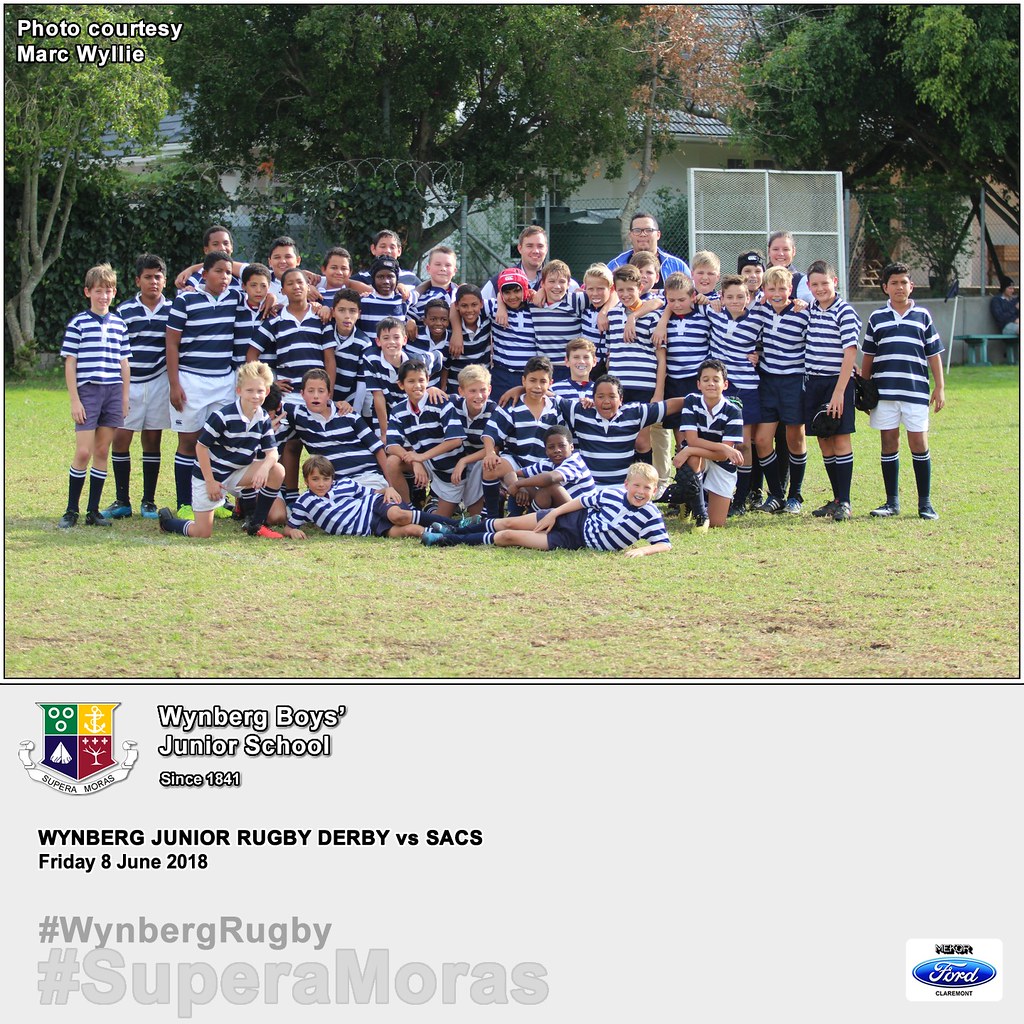 Photo courtesy
Marc Wyllie
Wynberg Boys'
Junior School
Since 1841
SUPERA MORAS
WYNBERG JUNIOR RUGBY DERBY vs SACS
Friday 8 June 2018
#WynbergRugby
#SuperaMoras
MEKOR
Ford
CLAREMONT